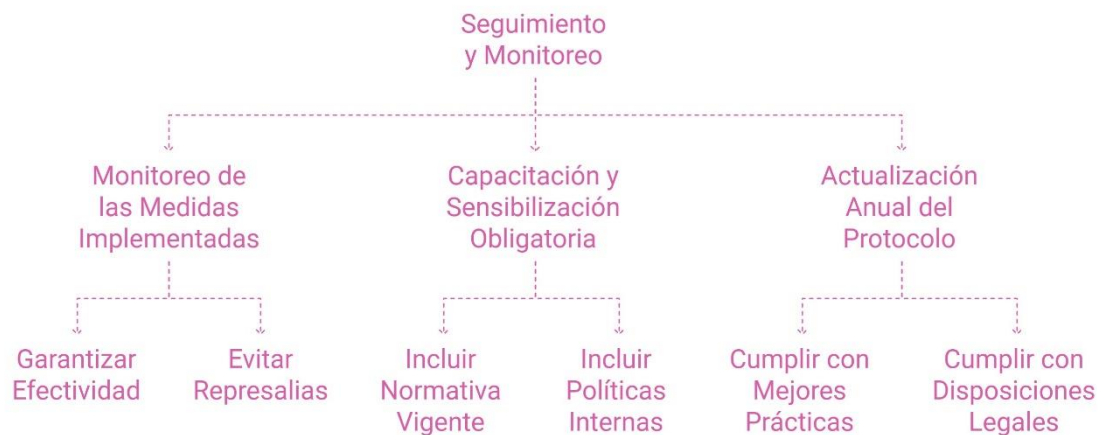 Seguimiento
y Monitoreo
Monitoreo de
las Medidas
Implementadas
Capacitación y
Sensibilización
Obligatoria
Actualización
Anual del
Protocolo
Garantizar
Efectividad
Evitar
Represalias
Incluir
Normativa
Vigente
Incluir
Políticas
Internas
Cumplir con
Mejores
Prácticas
Cumplir con
Disposiciones
Legales